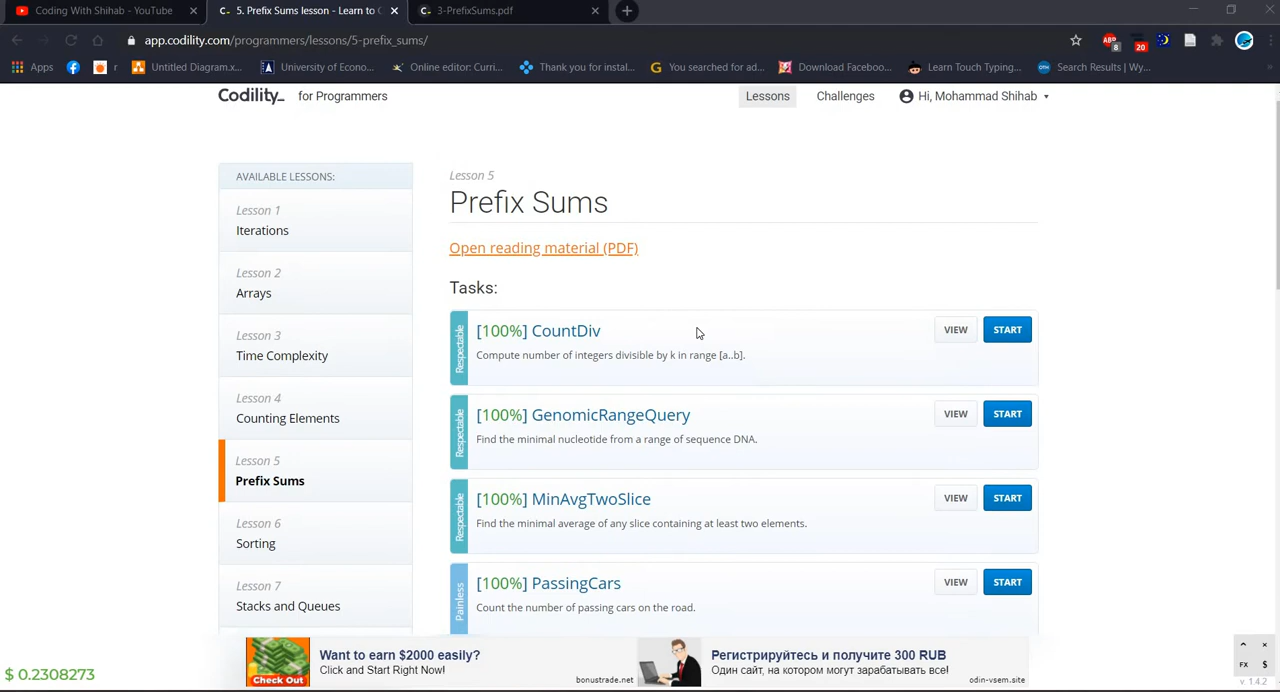 Coding With Shihab - YouTube
5. Prefix Sums lesson - Learn to C
3-PrefixSums.pdf
app.codility.com/programmers/lessons/5-prefix_sums/
ABP
8
20
Apps
r
Untitled Diagram.x...
University of Econo...
Online editor: Curri...
Thank you for instal...
You searched for ad...
Download Faceboo...
Learn Touch Typing...
Search Results | Wy...
codility_ for Programmers
Lessons
Challenges
Hi, Mohammad Shihab
AVAILABLE LESSONS:
Lesson 1
Iterations
Lesson 2
Arrays
Lesson 3
Time Complexity
Lesson 4
Counting Elements
Lesson 5
Prefix Sums
Lesson 6
Sorting
Lesson 7
Stacks and Queues
Lesson 5
Prefix Sums
Open reading material (PDF)
Tasks:
Respectable
[100%] CountDiv
Compute number of integers divisible by k in range [a..b].
VIEW
START
Respectable
[100%] GenomicRangeQuery
Find the minimal nucleotide from a range of sequence DNA.
VIEW
START
Respectable
[100%] MinAvgTwoSlice
Find the minimal average of any slice containing at least two elements.
VIEW
START
Painless
[100%] PassingCars
Count the number of passing cars on the road.
VIEW
START
$ 0.2308273
Check Out
Want to earn $2000 easily?
Click and Start Right Now!
bonustrade.net
Регистрируйтесь и получите 300 RUB
Один сайт, на котором могут зарабатывать все!
odin-vsem.site
FX $
v. 1.4.2